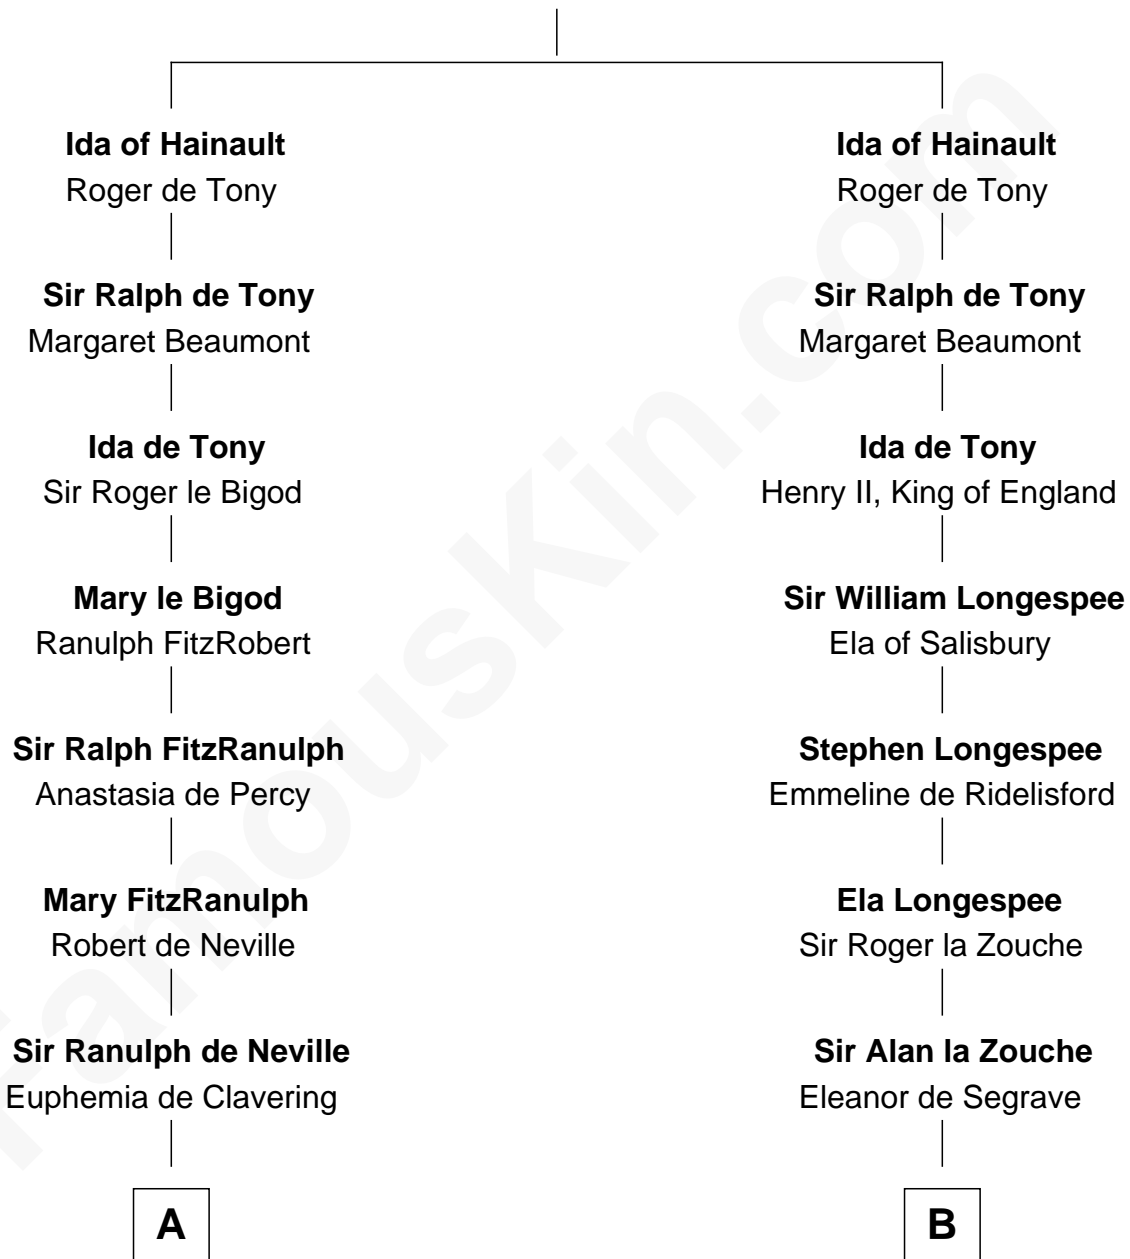 Ida of Hainault
Roger de Tony
Sir Ralph de Tony
Margaret Beaumont
Ida de Tony
Sir Roger le Bigod
Mary le Bigod
Ranulph FitzRobert
Sir Ralph FitzRanulph
Anastasia de Percy
Mary FitzRanulph
Robert de Neville
Sir Ranulph de Neville
Euphemia de Clavering
A
Ida of Hainault
Roger de Tony
Sir Ralph de Tony
Margaret Beaumont
Ida de Tony
Henry II, King of England
Sir William Longespee
Ela of Salisbury
Stephen Longespee
Emmeline de Ridelisford
Ela Longespee
Sir Roger la Zouche
Sir Alan la Zouche
Eleanor de Segrave
B
FamousKin.com